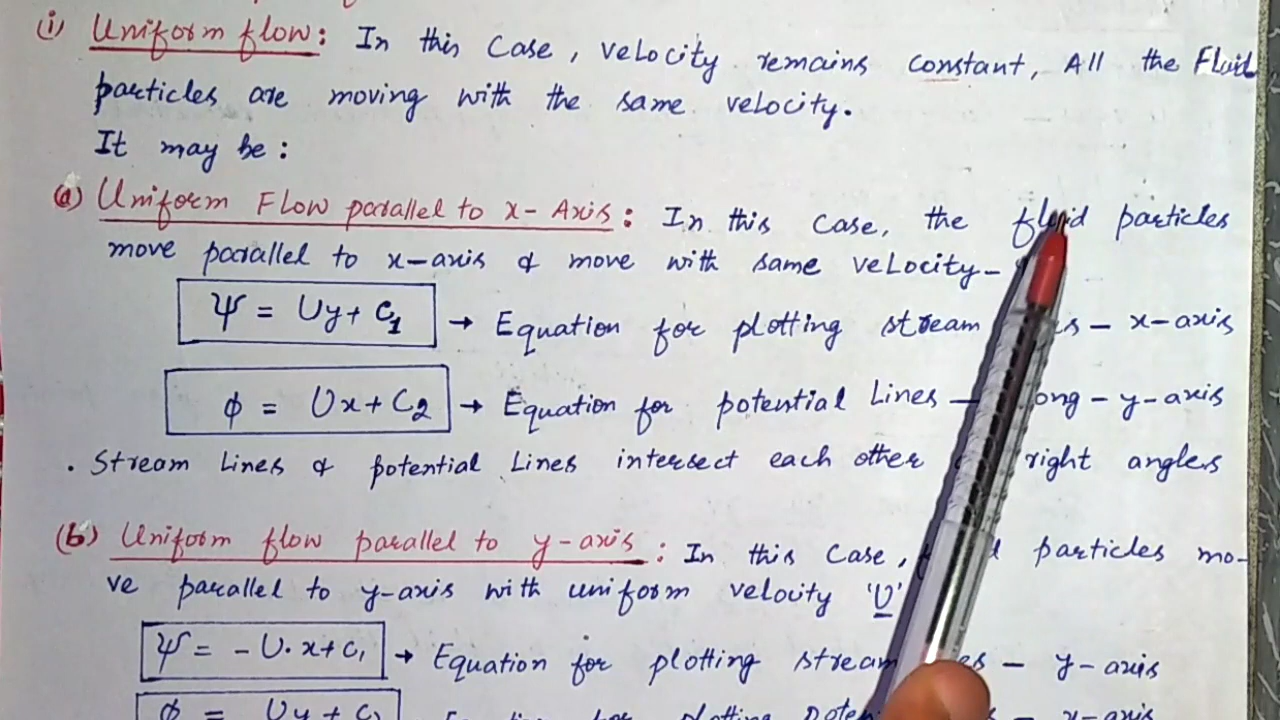 (i) Uniform flow: In this case, velocity remains constant, All the Fluid
particles are moving with the same velocity.
It may be:
(a) Uniform Flow parallel to x-Axis: In this case, the fluid particles
move parallel to x-axis & move with same velocity-
Ψ = Uy + C1 → Equation for plotting stream - x-axis
ϕ = Ux + C2 → Equation for potential Lines - y-axis
. Stream Lines & potential Lines intersect each other right angles
(b) Uniform flow parallel to y-axis: In this case, particles mo-
ve parallel to y-axis with uniform velocity 'U'
Ψ = - U·x + C1 → Equation for plotting stream - y-axis
ϕ = Uy + - x-axis